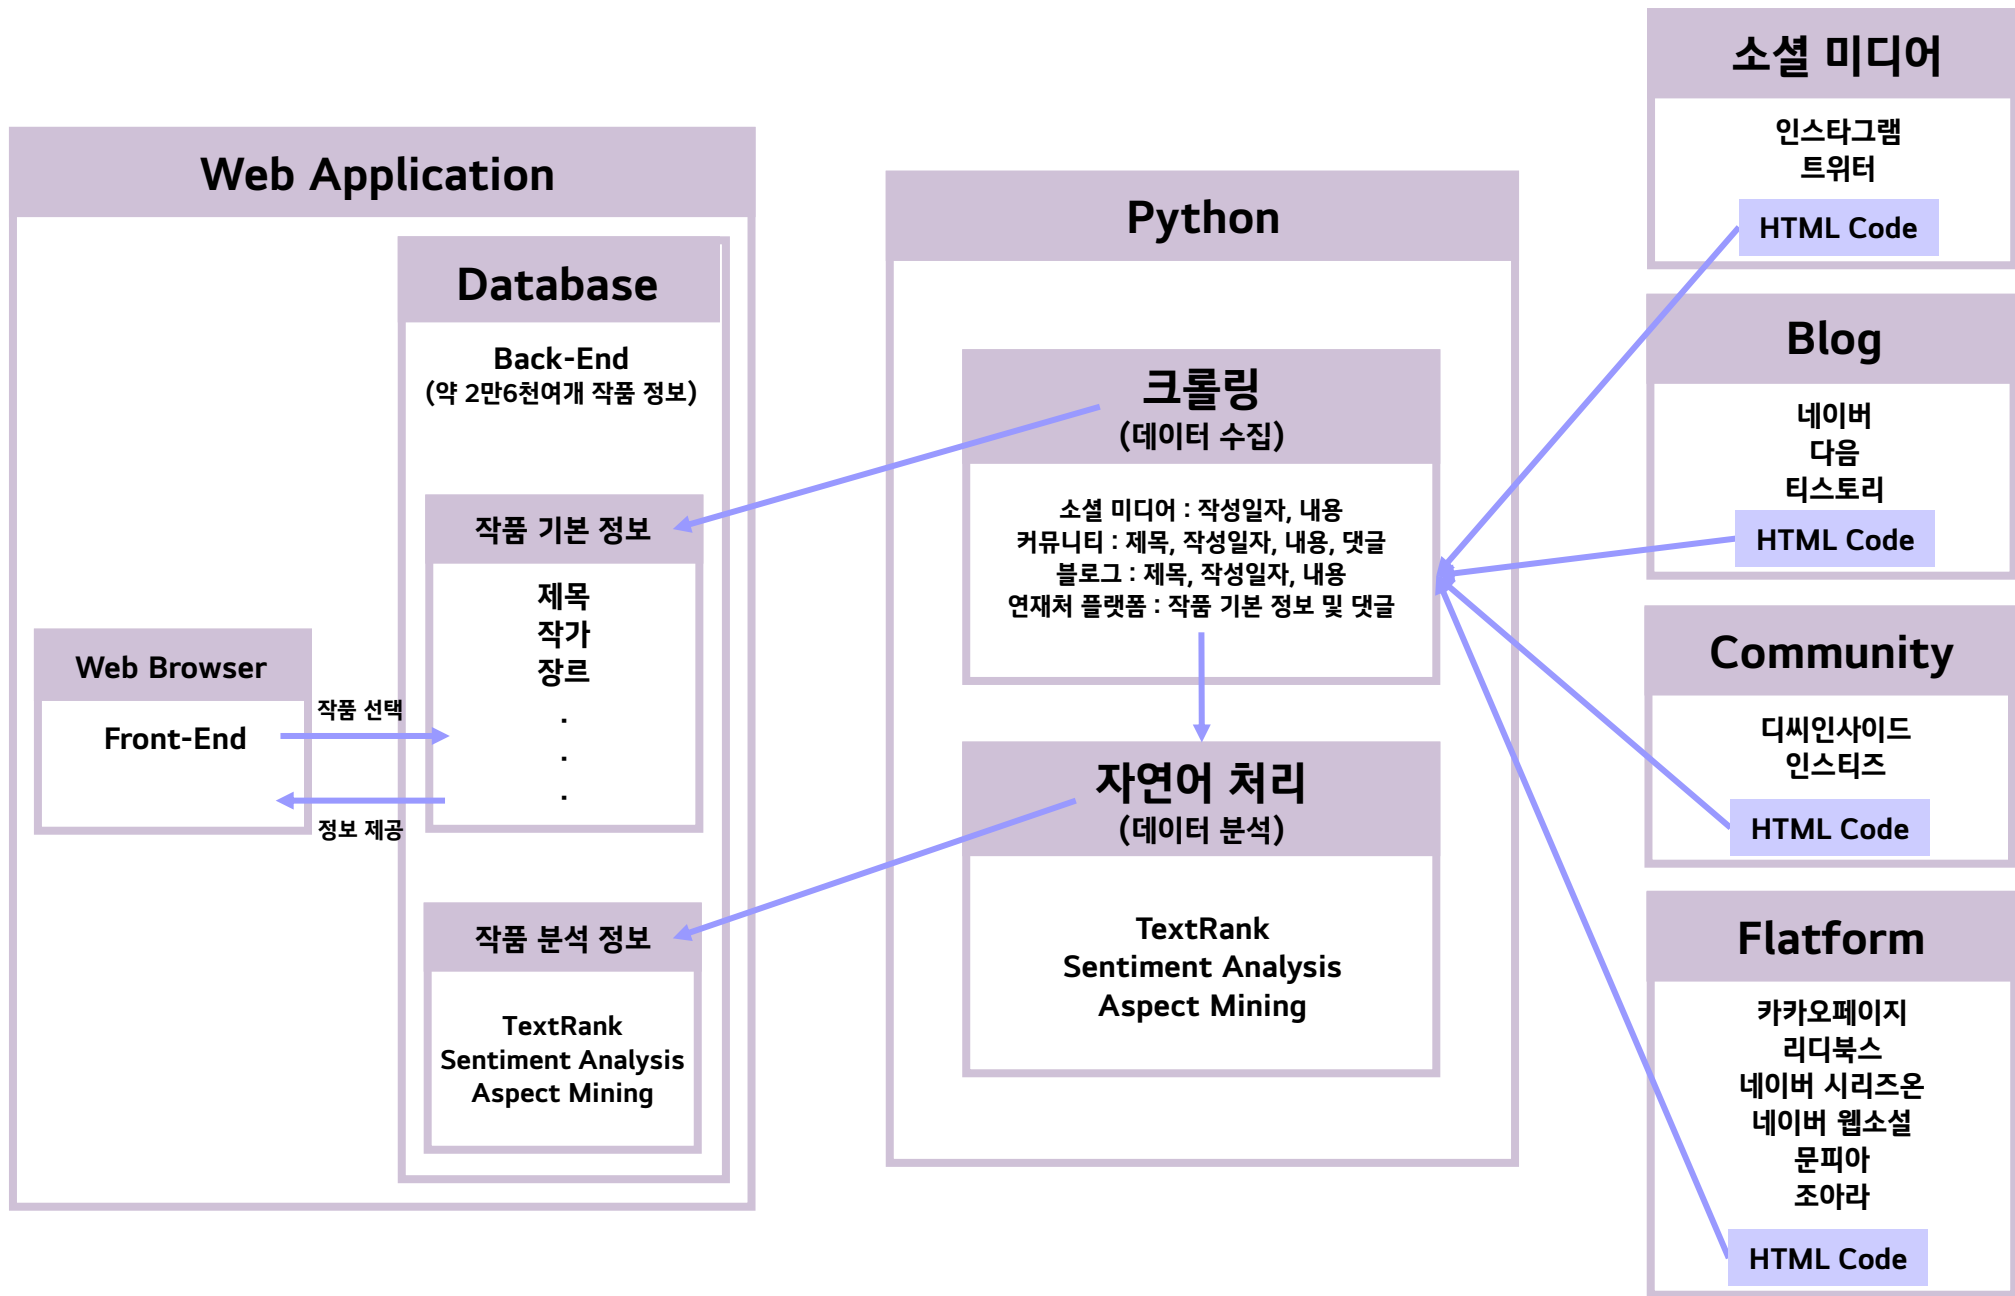 Web Application
Database
Back-End
(약 2만6천여개 작품 정보)
작품 기본 정보
제목
작가
장르
.
.
.
Web Browser
Front-End
작품 선택
정보 제공
작품 분석 정보
TextRank
Sentiment Analysis
Aspect Mining
Python
크롤링
(데이터 수집)
소셜 미디어 : 작성일자, 내용
커뮤니티 : 제목, 작성일자, 내용, 댓글
블로그 : 제목, 작성일자, 내용
연재처 플랫폼 : 작품 기본 정보 및 댓글
자연어 처리
(데이터 분석)
TextRank
Sentiment Analysis
Aspect Mining
소셜 미디어
인스타그램
트위터
HTML Code
Blog
네이버
다음
티스토리
HTML Code
Community
디씨인사이드
인스티즈
HTML Code
Flatform
카카오페이지
리디북스
네이버 시리즈온
네이버 웹소설
문피아
조아라
HTML Code